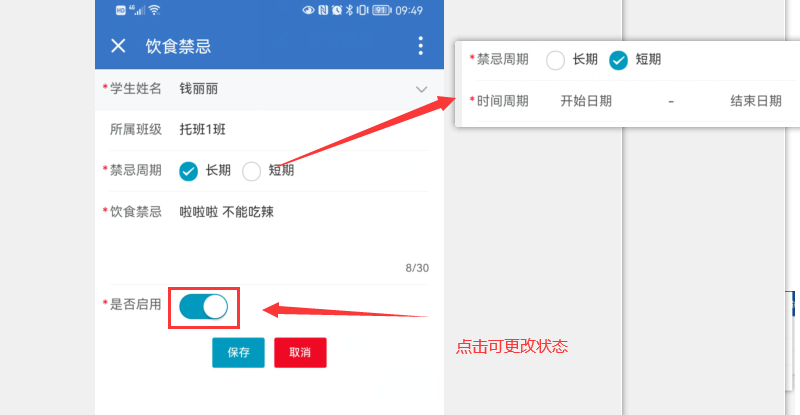 HD 4G 91 09:49
饮食禁忌
*学生姓名 钱丽丽
所属班级 托班1班
*禁忌周期 长期 短期
*饮食禁忌 啦啦啦 不能吃辣
8/30
*是否启用
保存 取消
*禁忌周期 长期 短期
*时间周期 开始日期 - 结束日期
点击可更改状态